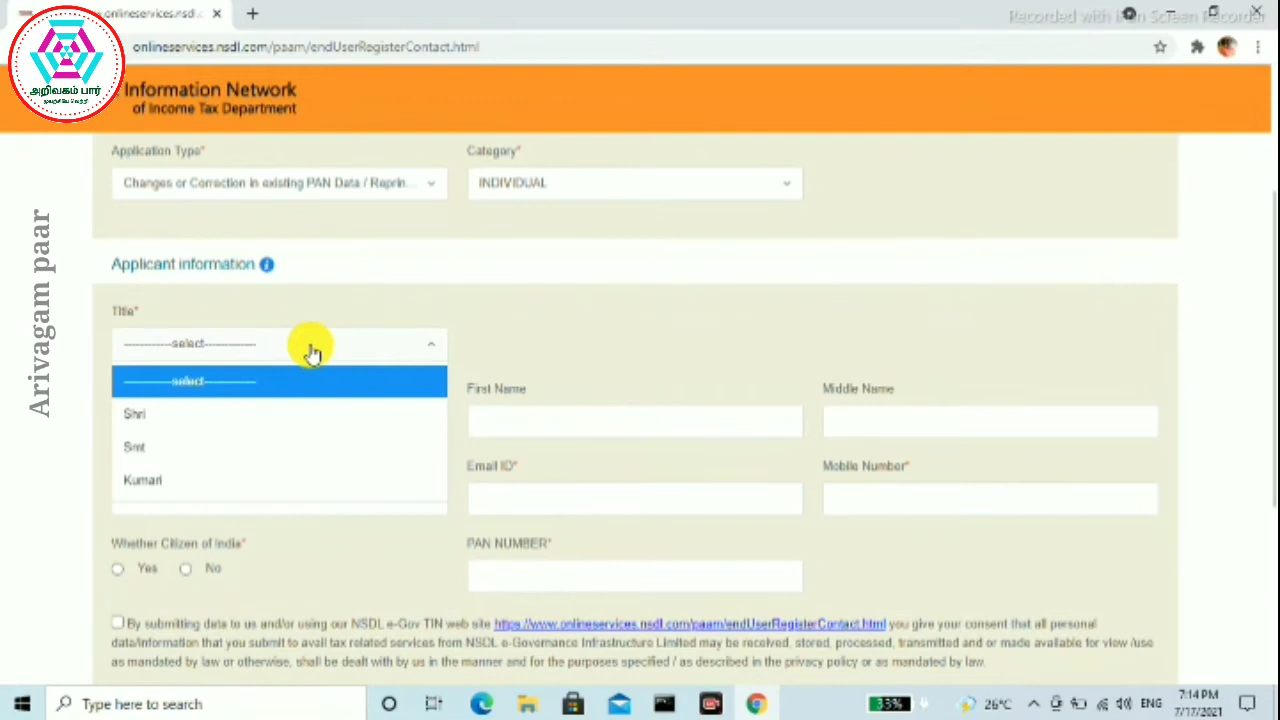 onlineservices.nsdl.c
Recorded with iFun Screen Recorder
onlineservices.nsdl.com/paam/endUserRegisterContact.html
அறிவகம் பார்
முயற்சியே வெற்றி
Information Network
of Income Tax Department
Arivagam paar
Application Type*
Category*
Changes or Correction in existing PAN Data / Reprin...
INDIVIDUAL
Applicant information
Title*
------------select------------
------------select------------
Shri
Smt
Kumari
First Name
Middle Name
Email ID*
Mobile Number*
Whether Citizen of India*
PAN NUMBER*
Yes
No
By submitting data to us and/or using our NSDL e-Gov TIN web site https://www.onlineservices.nsdl.com/paam/endUserRegisterContact.html you give your consent that all personal
data/information that you submit to avail tax related services from NSDL e-Governance Infrastructure Limited may be received, stored, processed, transmitted and or made available for view /use
as mandated by law or otherwise, shall be dealt with by us in the manner and for the purposes specified / as described in the privacy policy or as mandated by law.
Type here to search
33%
26°C
ENG
7:14 PM
7/17/2021